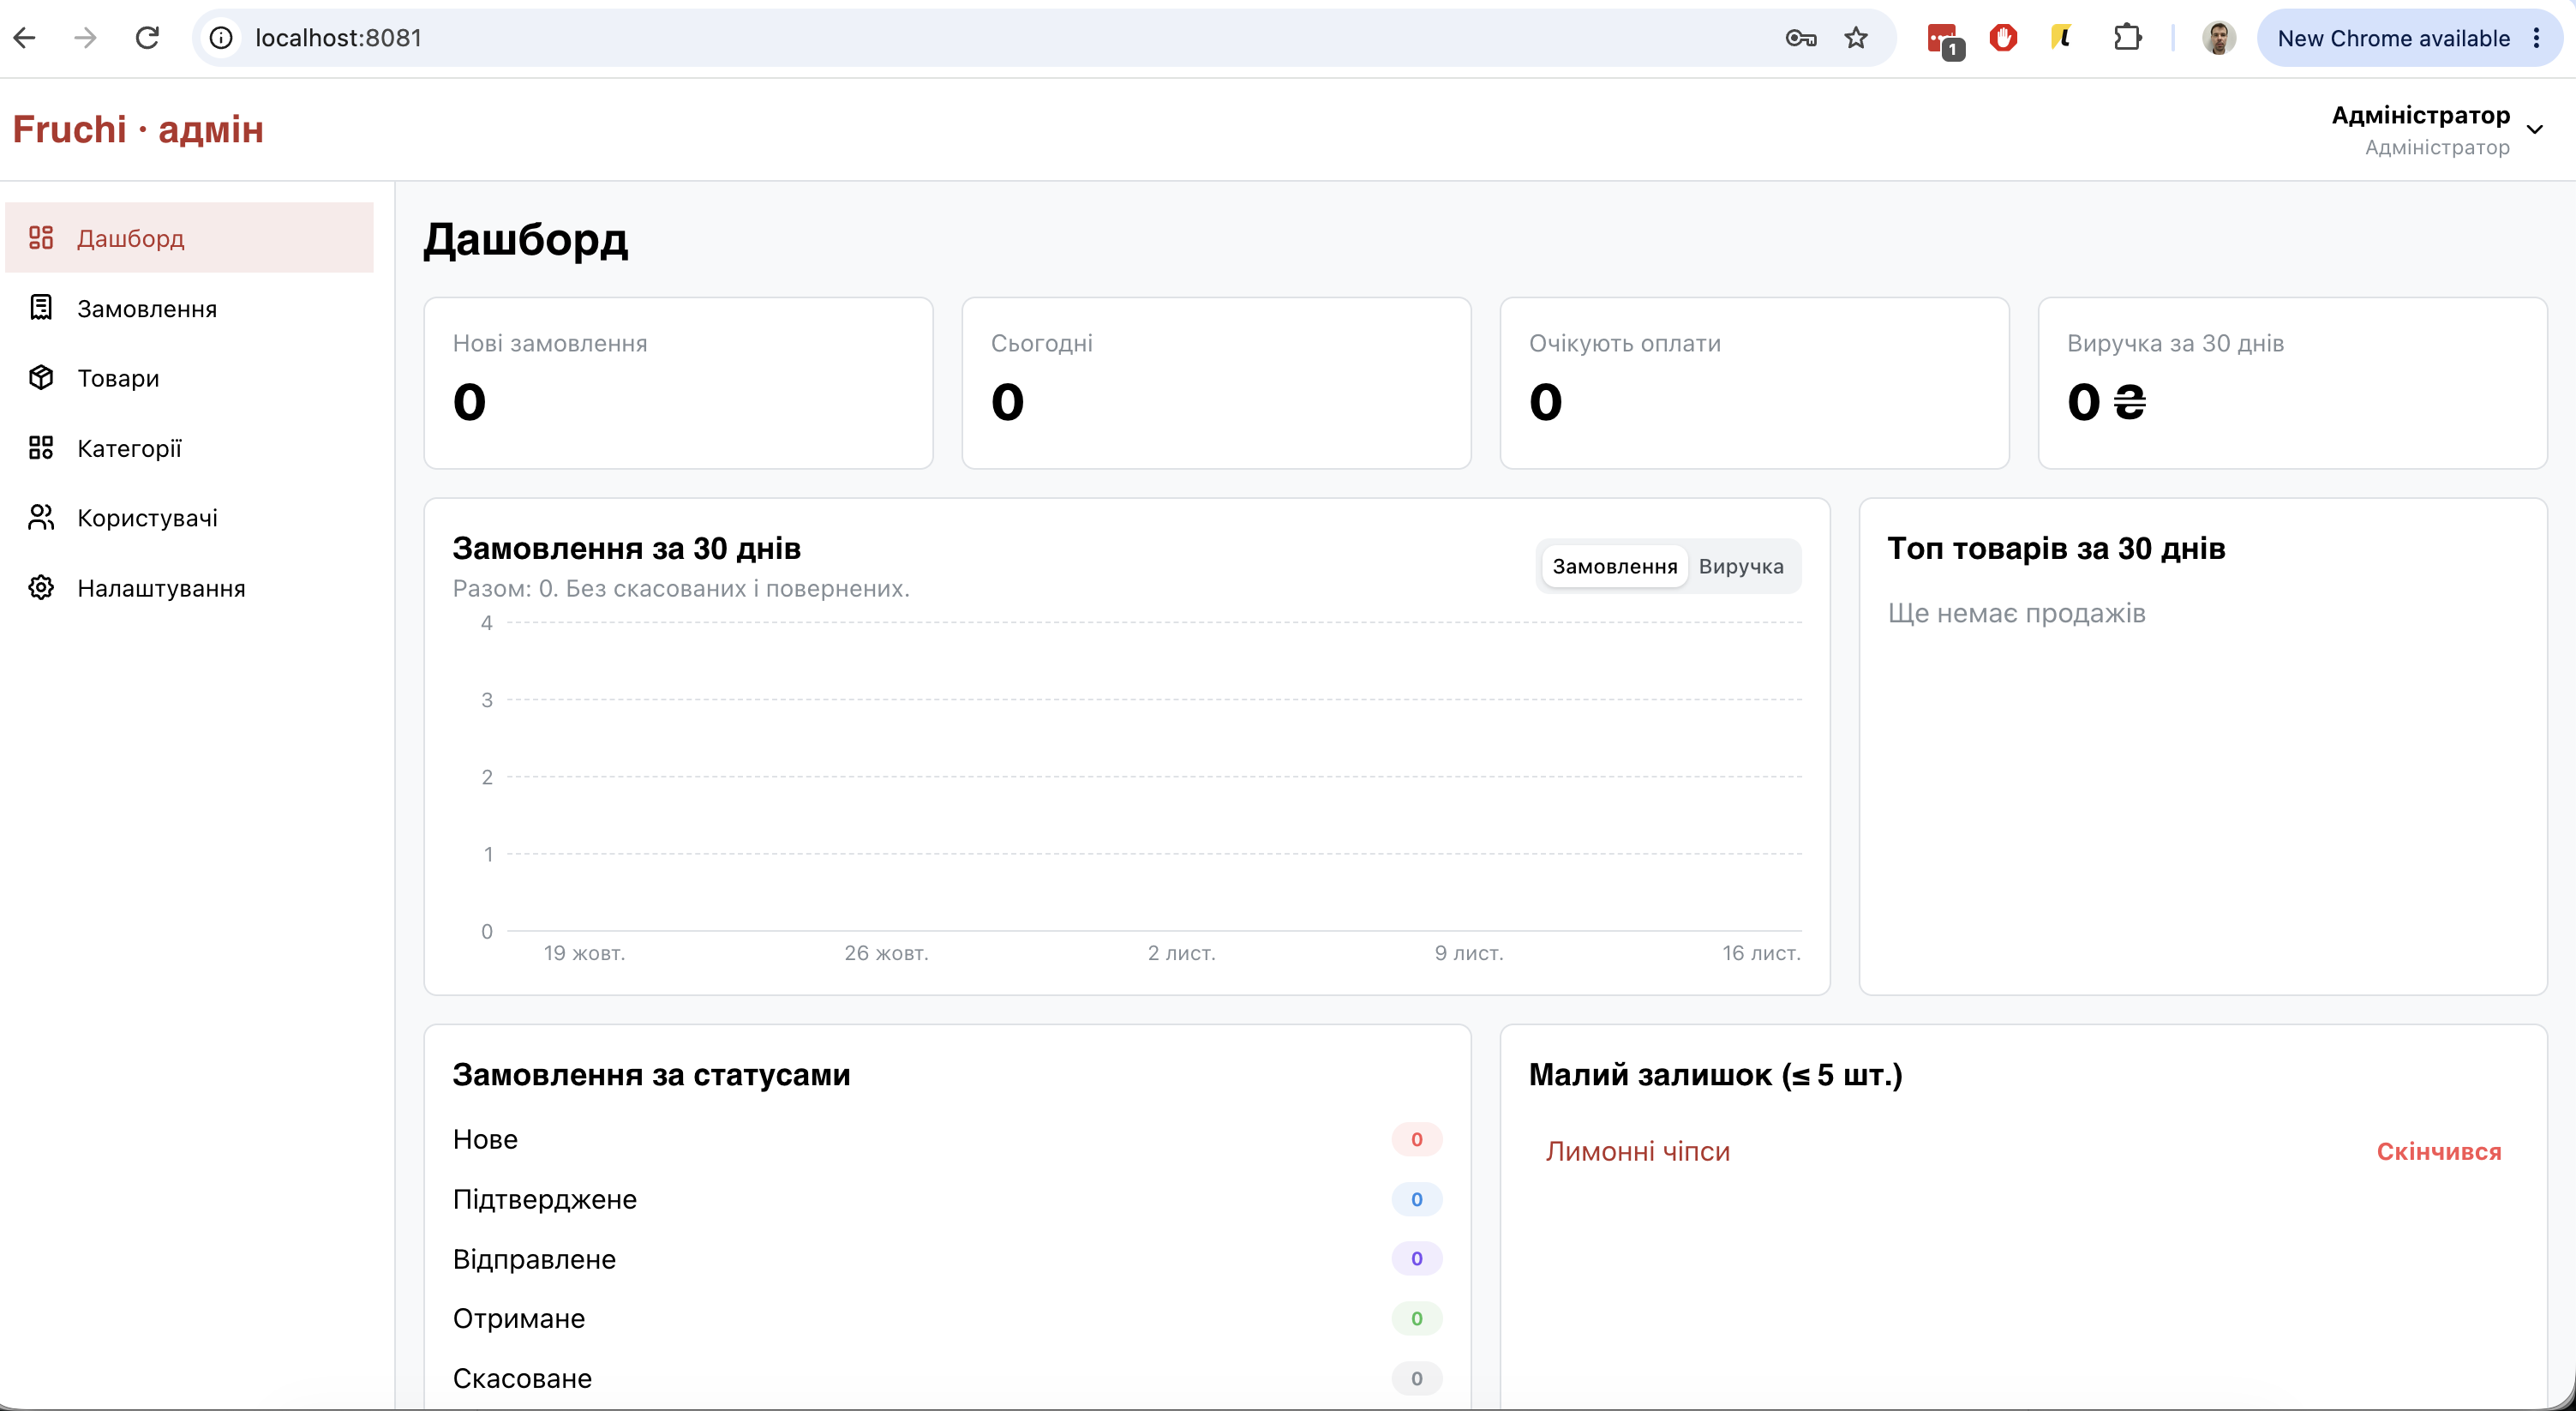 localhost:8081
1
New Chrome available
Fruchi · адмін
Адміністратор
Адміністратор
Дашборд
Замовлення
Товари
Категорії
Користувачі
Налаштування
Дашборд
Нові замовлення
0
Сьогодні
0
Очікують оплати
0
Виручка за 30 днів
0 ₴
Замовлення за 30 днів
Разом: 0. Без скасованих і повернених.
Замовлення
Виручка
4
3
2
1
0
19 жовт.
26 жовт.
2 лист.
9 лист.
16 лист.
Топ товарів за 30 днів
Ще немає продажів
Замовлення за статусами
Нове 0
Підтверджене 0
Відправлене 0
Отримане 0
Скасоване 0
Малий залишок (≤ 5 шт.)
Лимонні чіпси Скінчився